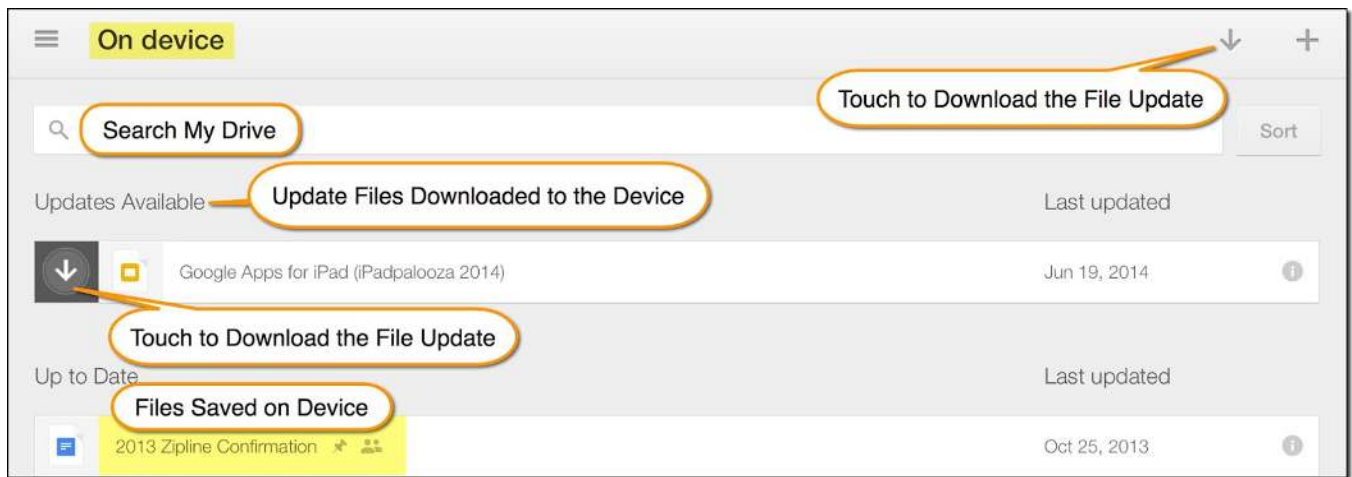 On device
Touch to Download the File Update
Search My Drive
Sort
Updates Available
Update Files Downloaded to the Device
Last updated
Google Apps for iPad (iPadpalooza 2014)
Jun 19, 2014
Touch to Download the File Update
Up to Date
Last updated
Files Saved on Device
2013 Zipline Confirmation
Oct 25, 2013